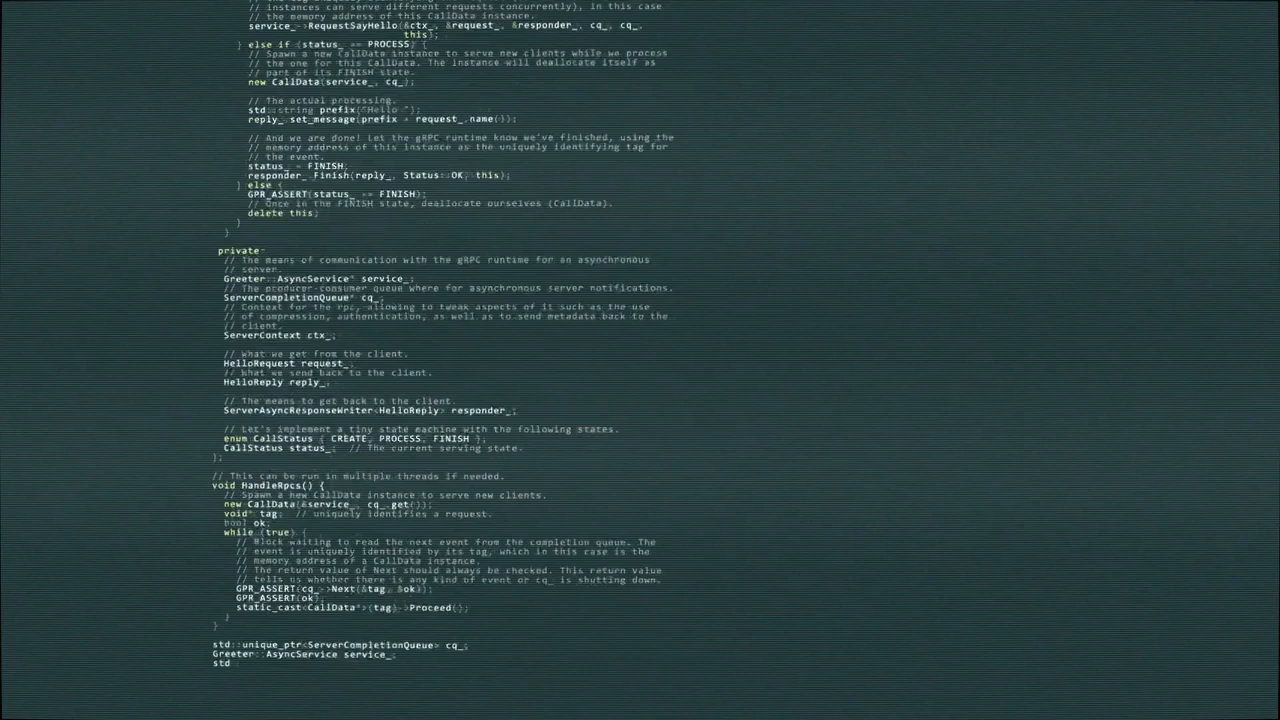 // instances can serve different requests concurrently), in this case
// the memory address of this CallData instance.
service_->RequestSayHello(&ctx_, &request_, &responder_, cq_, cq_,
this);
} else if (status_ == PROCESS) {
// Spawn a new CallData instance to serve new clients while we process
// the one for this CallData. The instance will deallocate itself as
// part of its FINISH state.
new CallData(service_, cq_);
// The actual processing.
std::string prefix("Hello ");
reply_.set_message(prefix + request_.name());
// And we are done! Let the gRPC runtime know we've finished, using the
// memory address of this instance as the uniquely identifying tag for
// the event.
status_ = FINISH;
responder_.Finish(reply_, Status::OK, this);
} else {
GPR_ASSERT(status_ == FINISH);
// Once in the FINISH state, deallocate ourselves (CallData).
delete this;
}
}
private:
// The means of communication with the gRPC runtime for an asynchronous
// server.
Greeter::AsyncService* service_;
// The producer-consumer queue where for asynchronous server notifications.
ServerCompletionQueue* cq_;
// Context for the rpc, allowing to tweak aspects of it such as the use
// of compression, authentication, as well as to send metadata back to the
// client.
ServerContext ctx_;
// What we get from the client.
HelloRequest request_;
// What we send back to the client.
HelloReply reply_;
// The means to get back to the client.
ServerAsyncResponseWriter<HelloReply> responder_;
// Let's implement a tiny state machine with the following states.
enum CallStatus { CREATE, PROCESS, FINISH };
CallStatus status_;  // The current serving state.
};
// This can be run in multiple threads if needed.
void HandleRpcs() {
// Spawn a new CallData instance to serve new clients.
new CallData(&service_, cq_.get());
void* tag;  // uniquely identifies a request.
bool ok;
while (true) {
// Block waiting to read the next event from the completion queue. The
// event is uniquely identified by its tag, which in this case is the
// memory address of a CallData instance.
// The return value of Next should always be checked. This return value
// tells us whether there is any kind of event or cq_ is shutting down.
GPR_ASSERT(cq_->Next(&tag, &ok));
GPR_ASSERT(ok);
static_cast<CallData*>(tag)->Proceed();
}
}
std::unique_ptr<ServerCompletionQueue> cq_;
Greeter::AsyncService service_;
std: